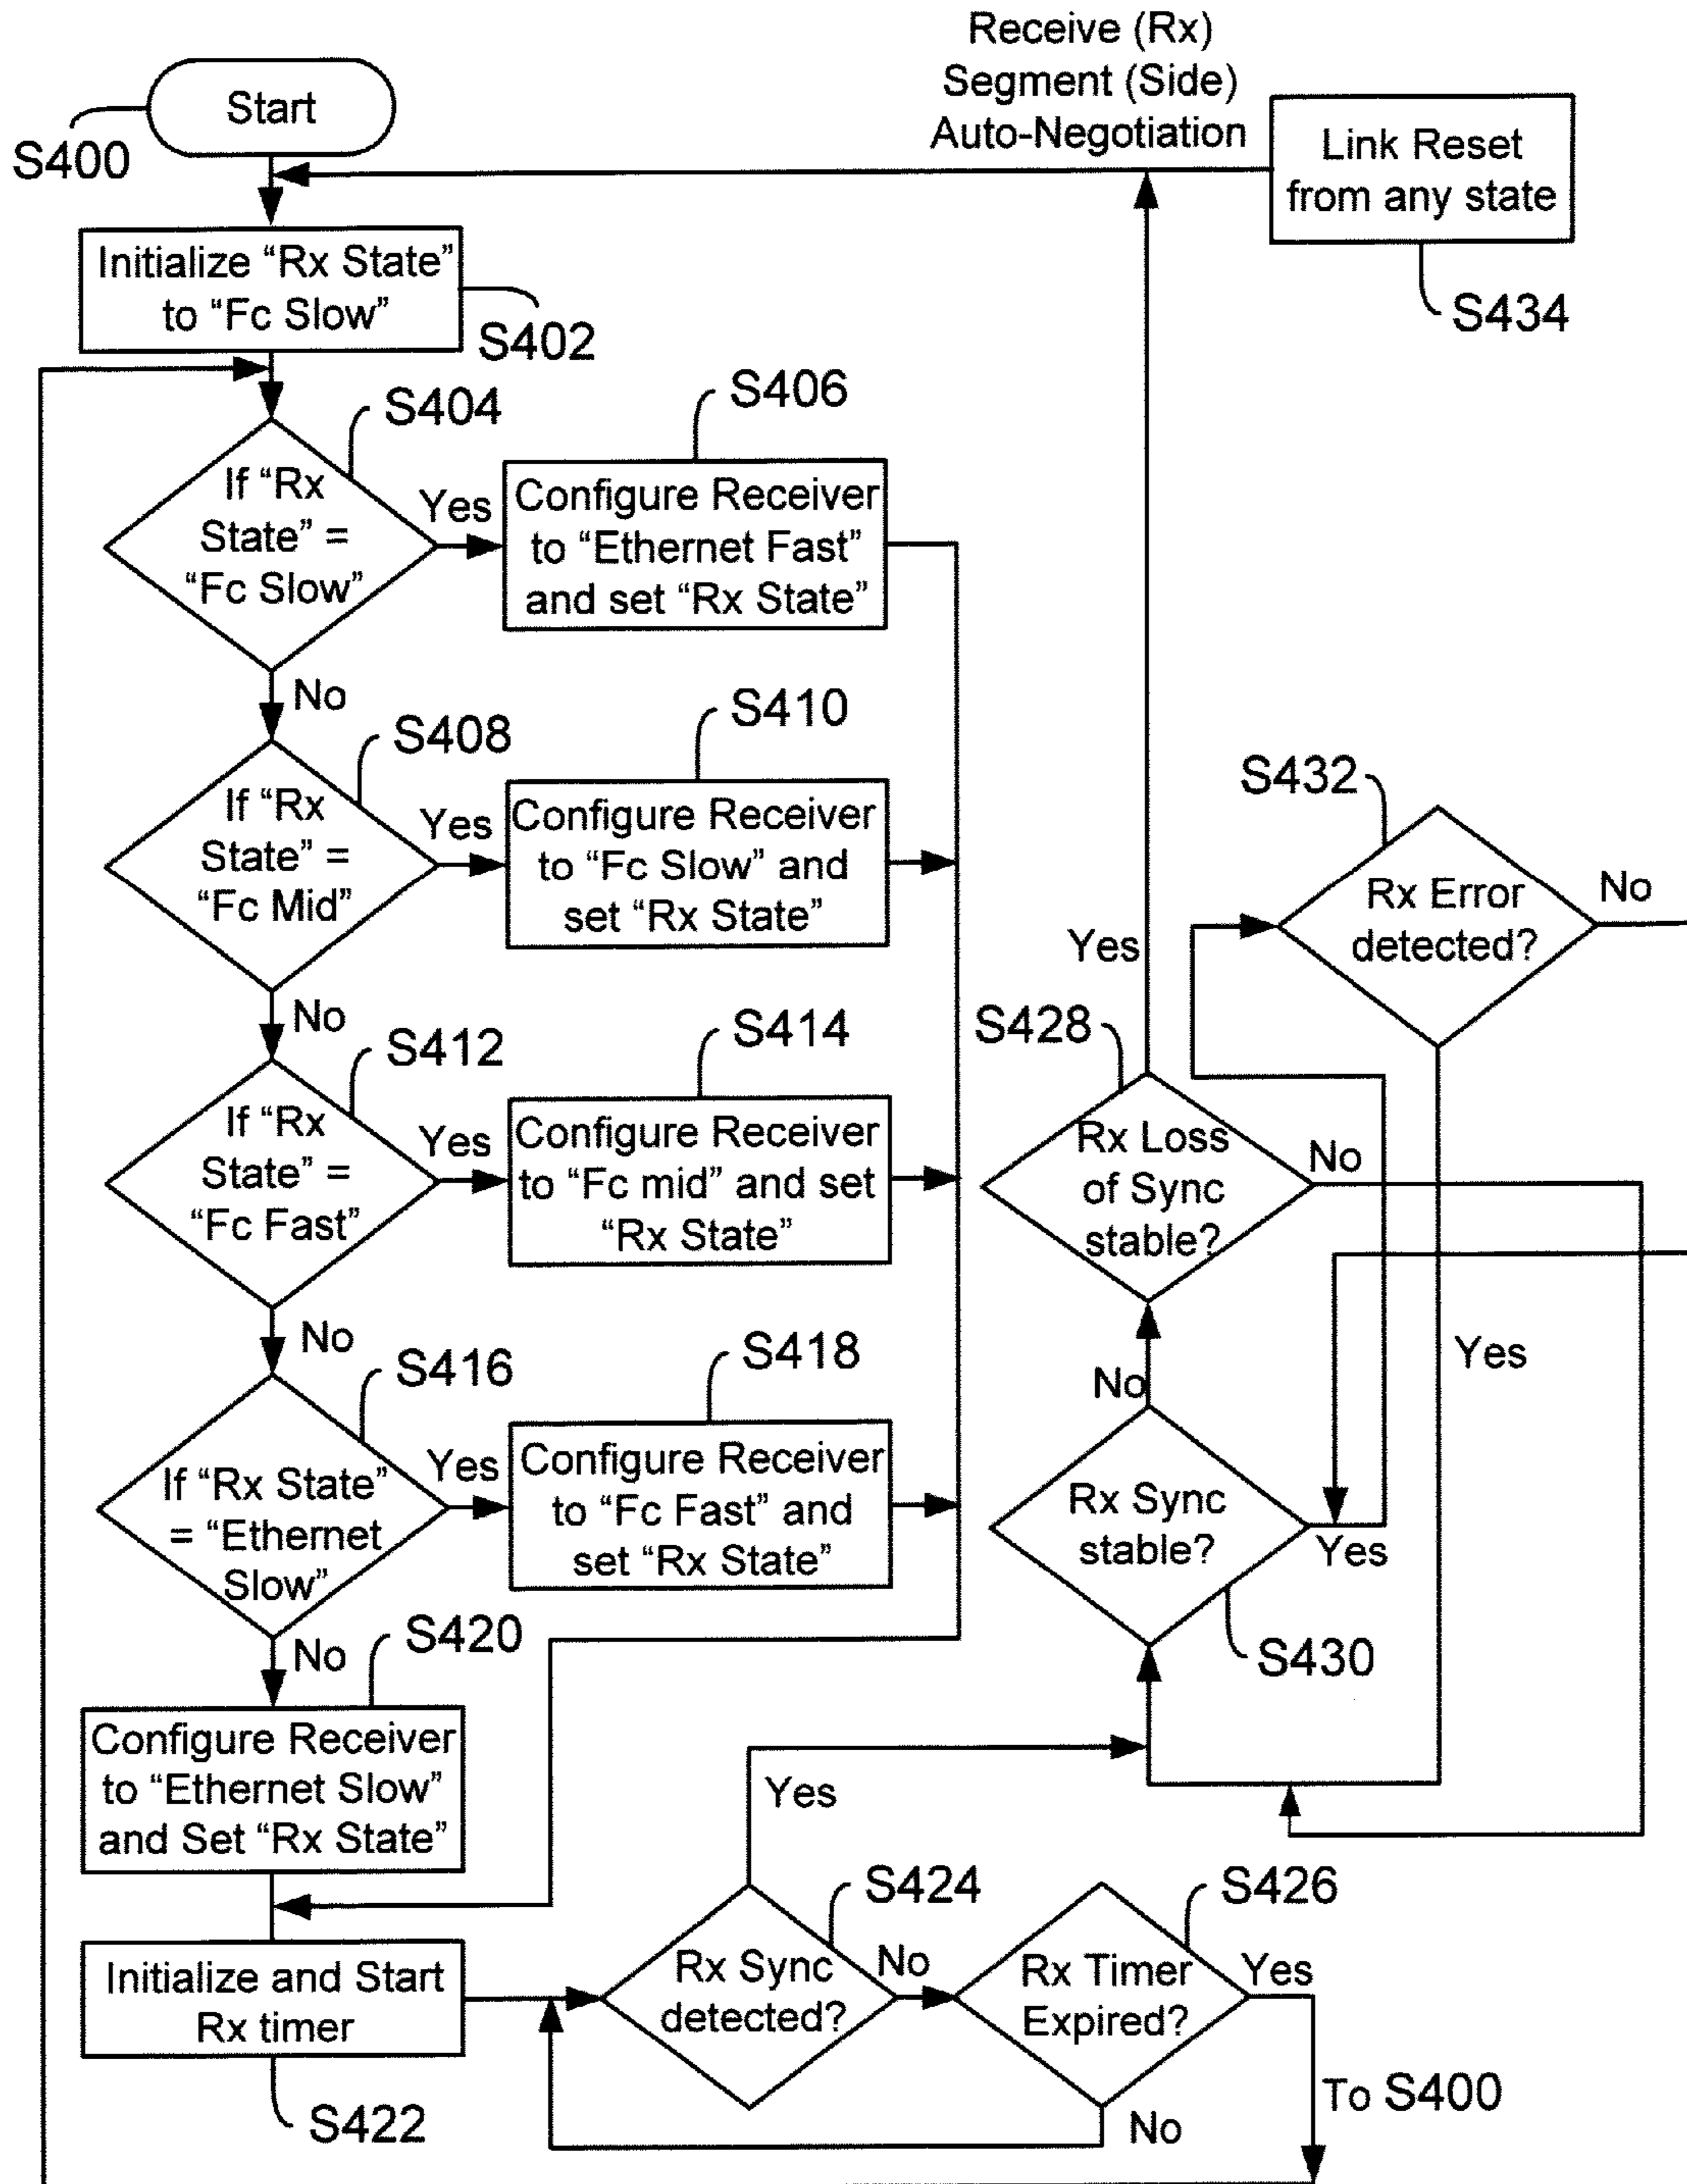 Receive (Rx)
Segment (Side)
Auto-Negotiation
Start
S400
Link Reset
from any state
S434
Initialize “Rx State”
to “Fc Slow”
S402
S404
If “Rx
State” =
“Fc Slow”
Yes
No
S406
Configure Receiver
to “Ethernet Fast”
and set “Rx State”
S408
If “Rx
State” =
“Fc Mid”
Yes
No
S410
Configure Receiver
to “Fc Slow” and
set “Rx State”
S412
If “Rx
State” =
“Fc Fast”
Yes
No
S414
Configure Receiver
to “Fc mid” and set
“Rx State”
S416
If “Rx State”
= “Ethernet
Slow”
Yes
No
S418
Configure Receiver
to “Fc Fast” and
set “Rx State”
S420
Configure Receiver
to “Ethernet Slow”
and Set “Rx State”
Initialize and Start
Rx timer
S422
S424
Rx Sync
detected?
Yes
No
S426
Rx Timer
Expired?
Yes
No
To S400
S428
Rx Loss
of Sync
stable?
Yes
No
Rx Sync
stable?
No
Yes
S430
S432
Rx Error
detected?
No
Yes